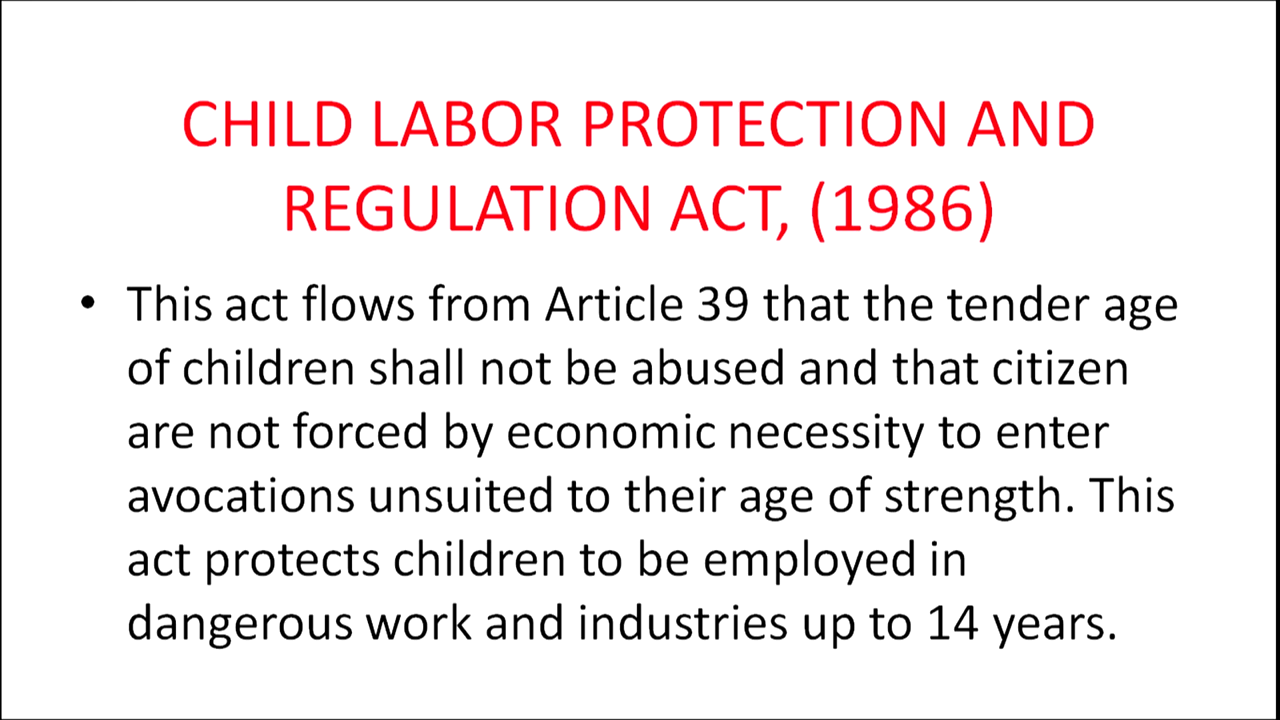 CHILD LABOR PROTECTION AND
REGULATION ACT, (1986)
• This act flows from Article 39 that the tender age
of children shall not be abused and that citizen
are not forced by economic necessity to enter
avocations unsuited to their age of strength. This
act protects children to be employed in
dangerous work and industries up to 14 years.